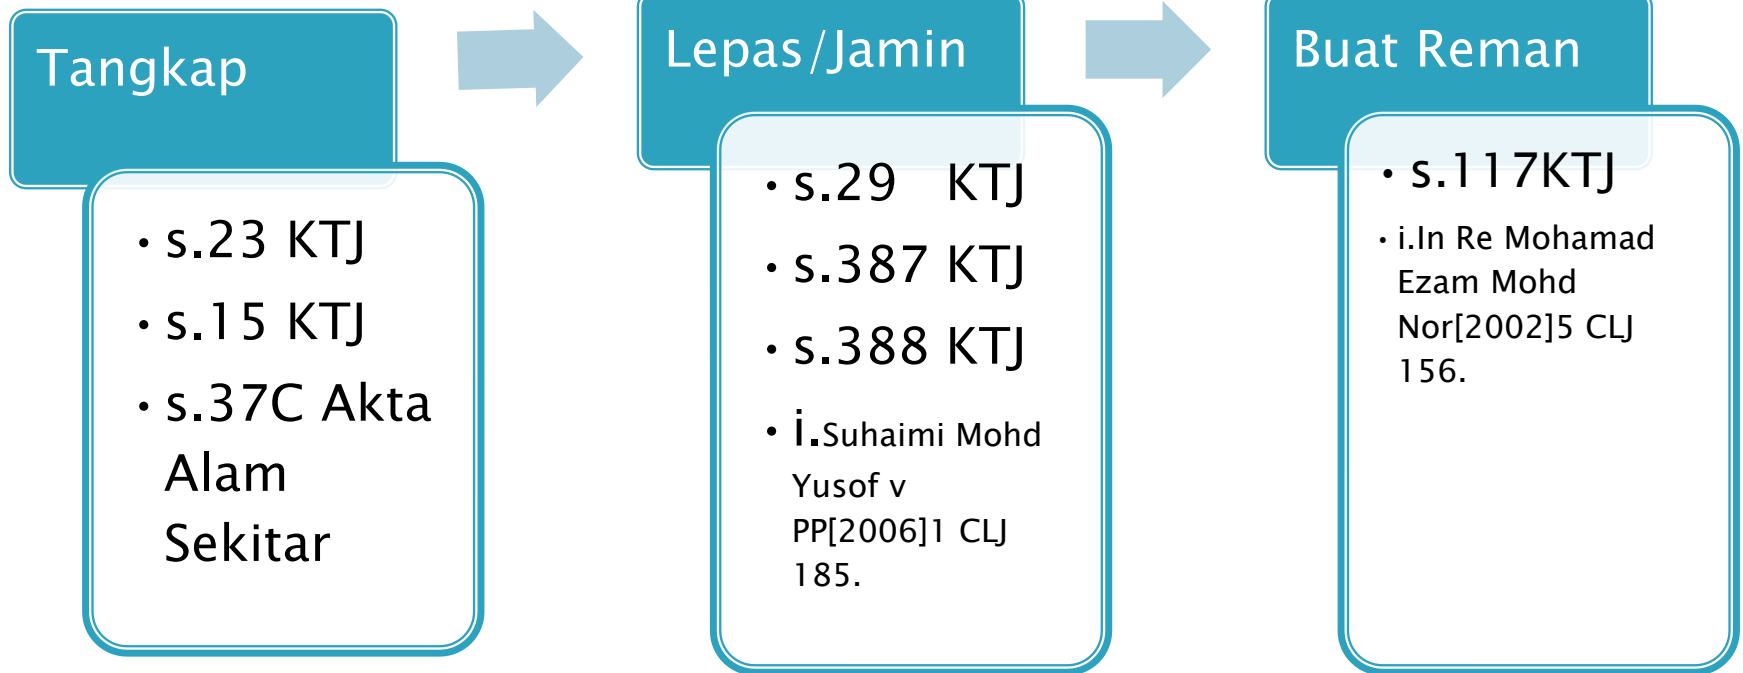 Tangkap
• s.23 KTJ
• s.15 KTJ
• s.37C Akta
Alam
Sekitar
Lepas/Jamin
• s.29 KTJ
• s.387 KTJ
• s.388 KTJ
• i.Suhaimi Mohd
Yusof v
PP[2006]1 CLJ
185.
Buat Reman
• s.117KTJ
• i.In Re Mohamad
Ezam Mohd
Nor[2002]5 CLJ
156.